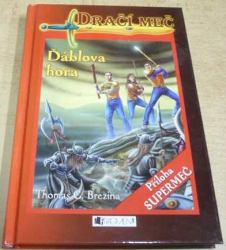 DRAČÍ MEČ
Ďáblova
hora
Thomas C. Brezina
Příloha
SUPERMEČ
FRAGMENT